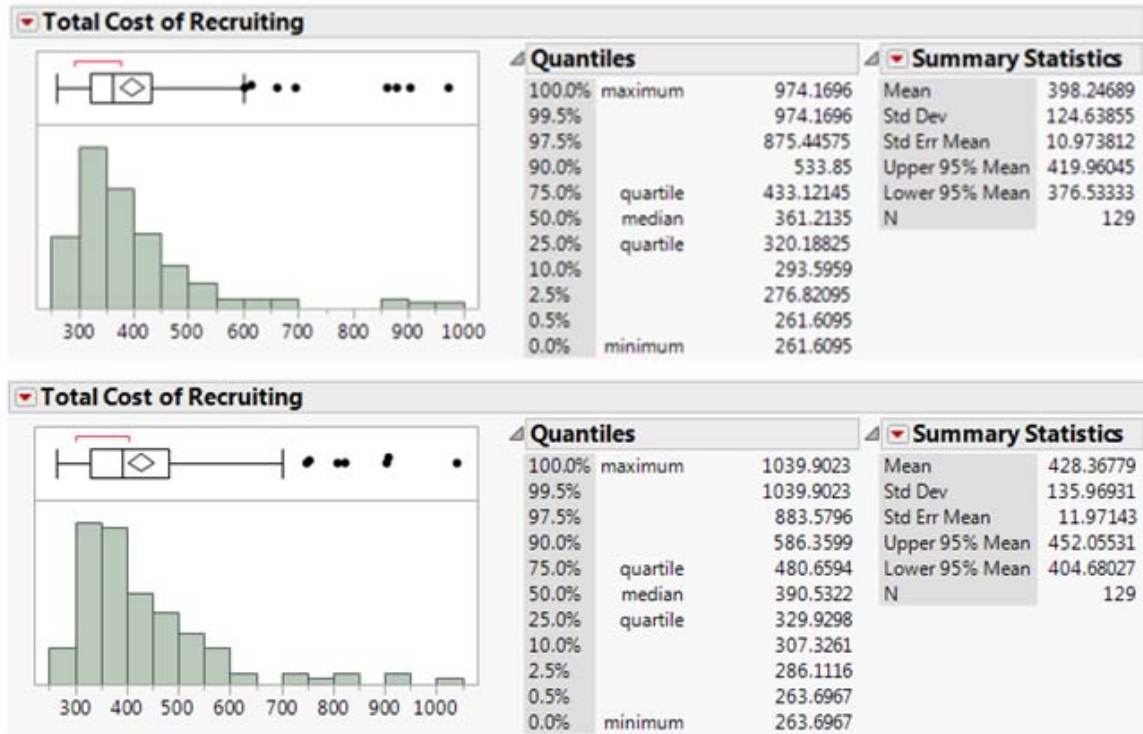 Total Cost of Recruiting
Quantiles
100.0% maximum 974.1696
99.5% 974.1696
97.5% 875.44575
90.0% 533.85
75.0% quartile 433.12145
50.0% median 361.2135
25.0% quartile 320.18825
10.0% 293.5959
2.5% 276.82095
0.5% 261.6095
0.0% minimum 261.6095
Summary Statistics
Mean 398.24689
Std Dev 124.63855
Std Err Mean 10.973812
Upper 95% Mean 419.96045
Lower 95% Mean 376.53333
N 129
300 400 500 600 700 800 900 1000
Total Cost of Recruiting
Quantiles
100.0% maximum 1039.9023
99.5% 1039.9023
97.5% 883.5796
90.0% 586.3599
75.0% quartile 480.6594
50.0% median 390.5322
25.0% quartile 329.9298
10.0% 307.3261
2.5% 286.1116
0.5% 263.6967
0.0% minimum 263.6967
Summary Statistics
Mean 428.36779
Std Dev 135.96931
Std Err Mean 11.97143
Upper 95% Mean 452.05531
Lower 95% Mean 404.68027
N 129
300 400 500 600 700 800 900 1000